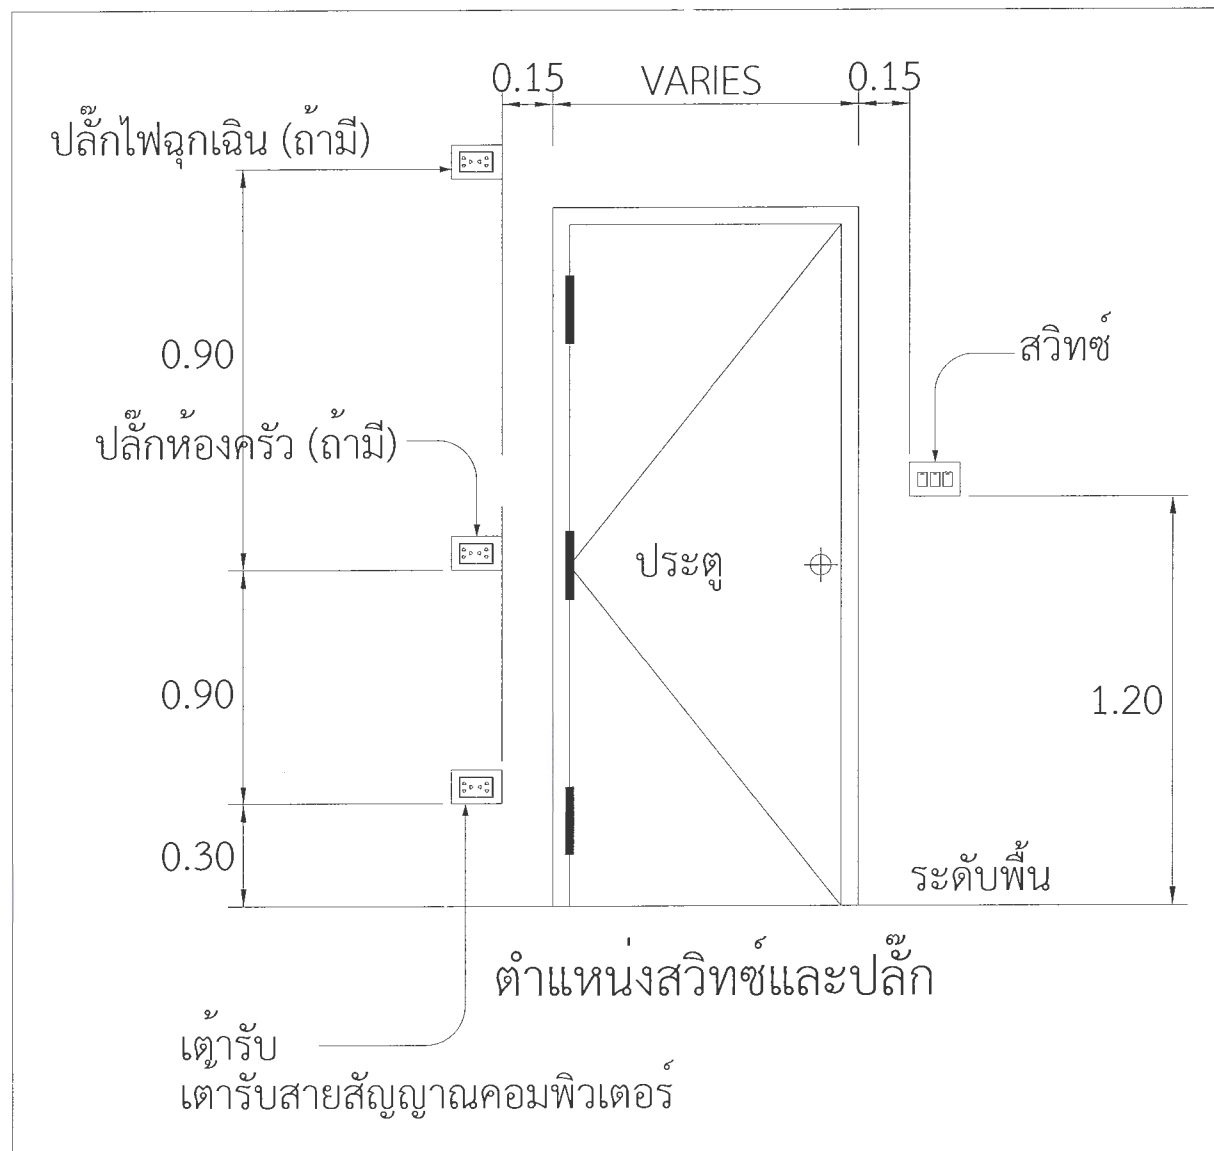 0.15 VARIES 0.15
ปลั๊กไฟฉุกเฉิน (ถ้ามี)
0.90
สวิทซ์
ปลั๊กห้องครัว (ถ้ามี)
ประตู
0.90
1.20
0.30
ระดับพื้น
ตำแหน่งสวิทซ์และปลั๊ก
เต้ารับ
เต้ารับสายสัญญาณคอมพิวเตอร์